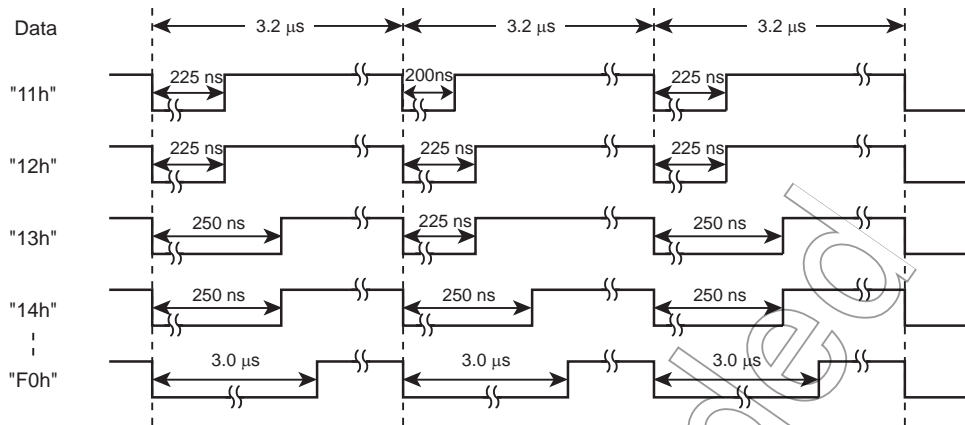 Data 3.2 µs 3.2 µs 3.2 µs
"11h" 225 ns 200ns 225 ns
"12h" 225 ns 225 ns 225 ns
"13h" 250 ns 225 ns 250 ns
"14h" 250 ns 250 ns 250 ns
"F0h" 3.0 µs 3.0 µs 3.0 µs
ded